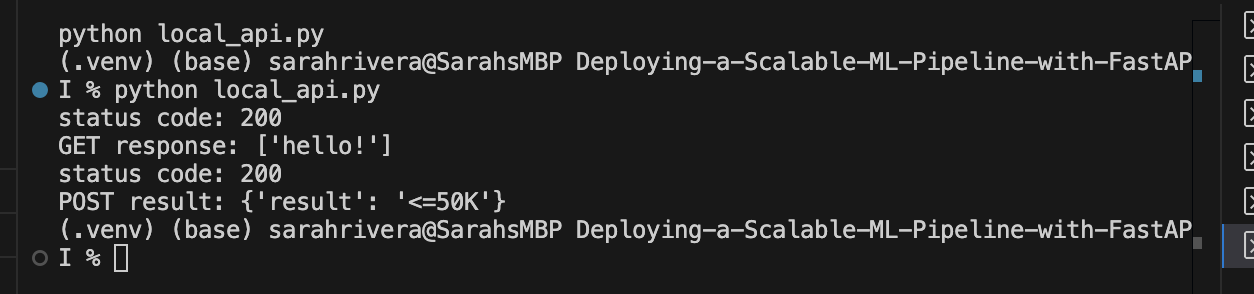 python local_api.py
(.venv) (base) sarahrivera@SarahsMBP Deploying-a-Scalable-ML-Pipeline-with-FastAP
I % python local_api.py
status code: 200
GET response: ['hello!']
status code: 200
POST result: {'result': '<=50K'}
(.venv) (base) sarahrivera@SarahsMBP Deploying-a-Scalable-ML-Pipeline-with-FastAP
I %